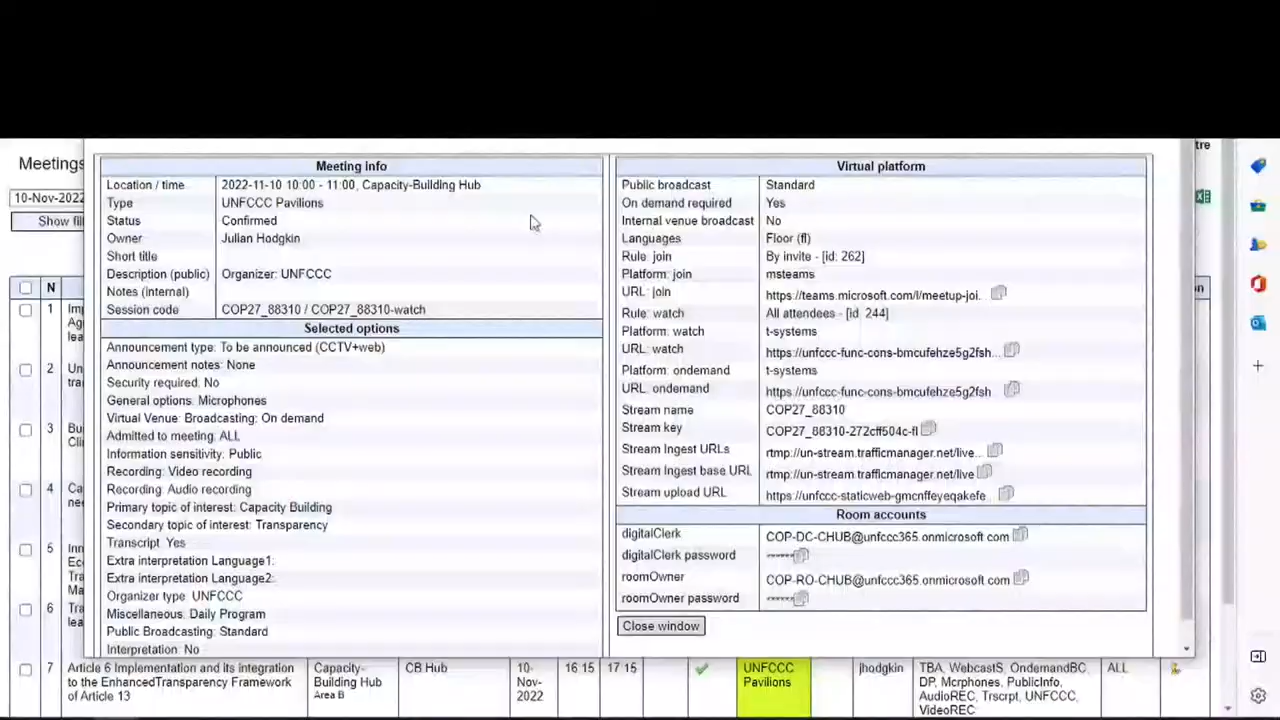 Meetings
10-Nov-2022
Show fil
N
1
2
3
4
5
6
Meeting info
Location / time 2022-11-10 10:00 - 11:00, Capacity-Building Hub
Type UNFCCC Pavilions
Status Confirmed
Owner Julian Hodgkin
Short title
Description (public) Organizer: UNFCCC
Notes (internal)
Session code COP27_88310 / COP27_88310-watch
Selected options
Announcement type: To be announced (CCTV+web)
Announcement notes: None
Security required: No
General options: Microphones
Virtual Venue: Broadcasting: On demand
Admitted to meeting: ALL
Information sensitivity: Public
Recording: Video recording
Recording: Audio recording
Primary topic of interest: Capacity Building
Secondary topic of interest: Transparency
Transcript: Yes
Extra interpretation Language1:
Extra interpretation Language2:
Organizer type: UNFCCC
Miscellaneous: Daily Program
Public Broadcasting: Standard
Interpretation: No
Virtual platform
Public broadcast Standard
On demand required Yes
Internal venue broadcast No
Languages Floor (fl)
Rule: join By invite - [id: 262]
Platform: join msteams
URL: join https://teams.microsoft.com/l/meetup-joi.
Rule: watch All attendees - [id: 244]
Platform: watch t-systems
URL: watch https://unfccc-func-cons-bmcufehze5g2fsh...
Platform: ondemand t-systems
URL: ondemand https://unfccc-func-cons-bmcufehze5g2fsh
Stream name COP27_88310
Stream key COP27_88310-272cff504c-fl
Stream Ingest URLs rtmp://un-stream.trafficmanager.net/live..
Stream Ingest base URL rtmp://un-stream.trafficmanager.net/live
Stream upload URL https://unfccc-staticweb-gmcnffeyeqakefe..
Room accounts
digitalClerk COP-DC-CHUB@unfccc365.onmicrosoft.com
digitalClerk password ******
roomOwner COP-RO-CHUB@unfccc365.onmicrosoft.com
roomOwner password ******
Close window
7 Article 6 Implementation and its integration to the EnhancedTransparency Framework of Article 13 Capacity-Building Hub Area B CB Hub 10-Nov-2022 16:15 17:15 UNFCCC Pavilions jhodgkin TBA, WebcastS, OndemandBC, DP, Mcrphones, PublicInfo, AudioREC, Trscrpt, UNFCCC, VideoREC ALL